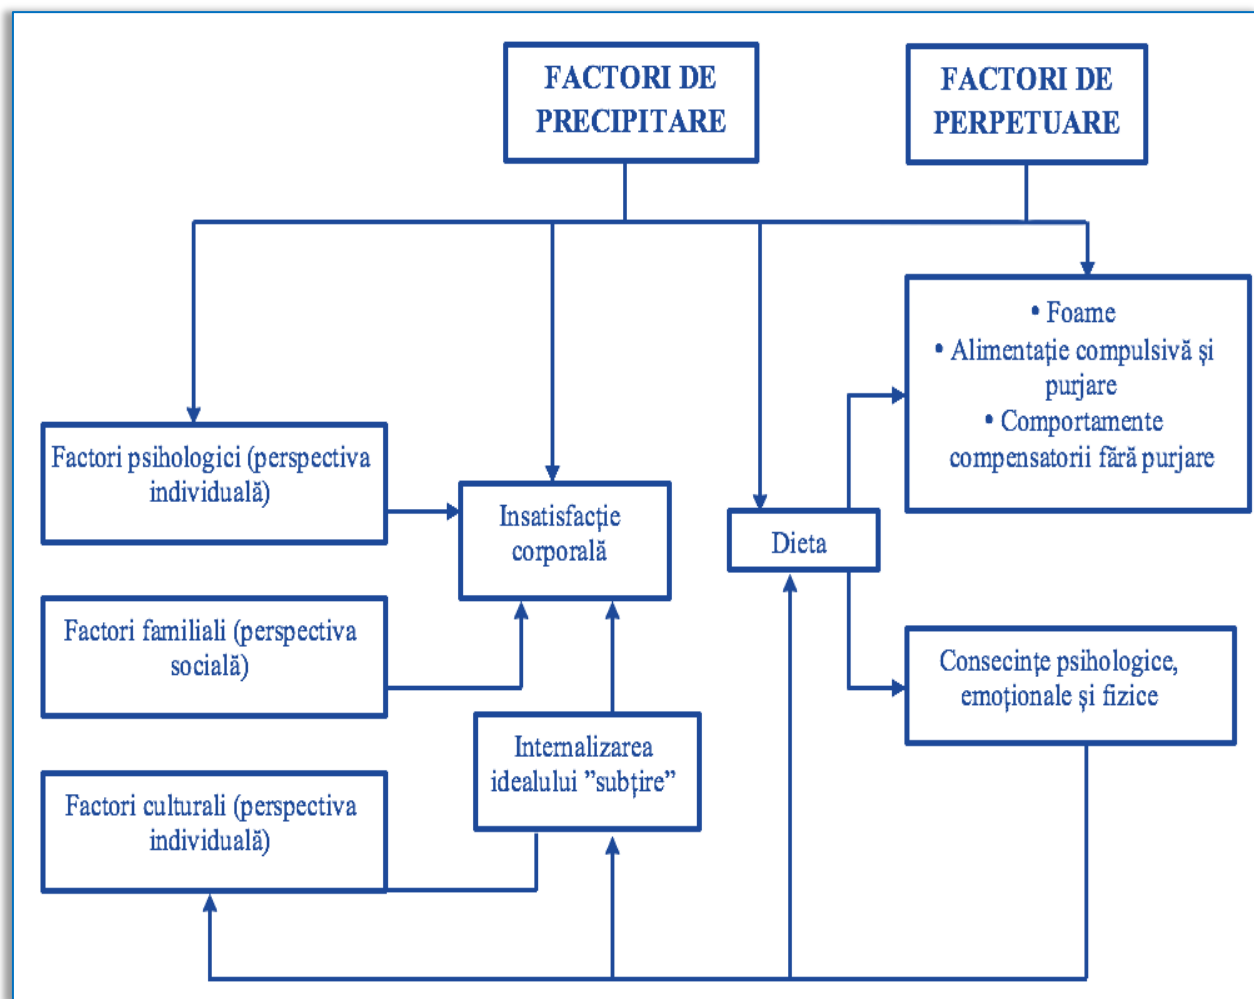 FACTORI DE
PRECIPITARE
FACTORI DE
PERPETUARE
• Foame
• Alimentație compulsivă și
purjare
• Comportamente
compensatorii fără purjare
Factori psihologici (perspectiva
individuală)
Insatisfacție
corporală
Dieta
Factori familiali (perspectiva
socială)
Consecințe psihologice,
emoționale și fizice
Internalizarea
idealului ”subțire”
Factori culturali (perspectiva
individuală)